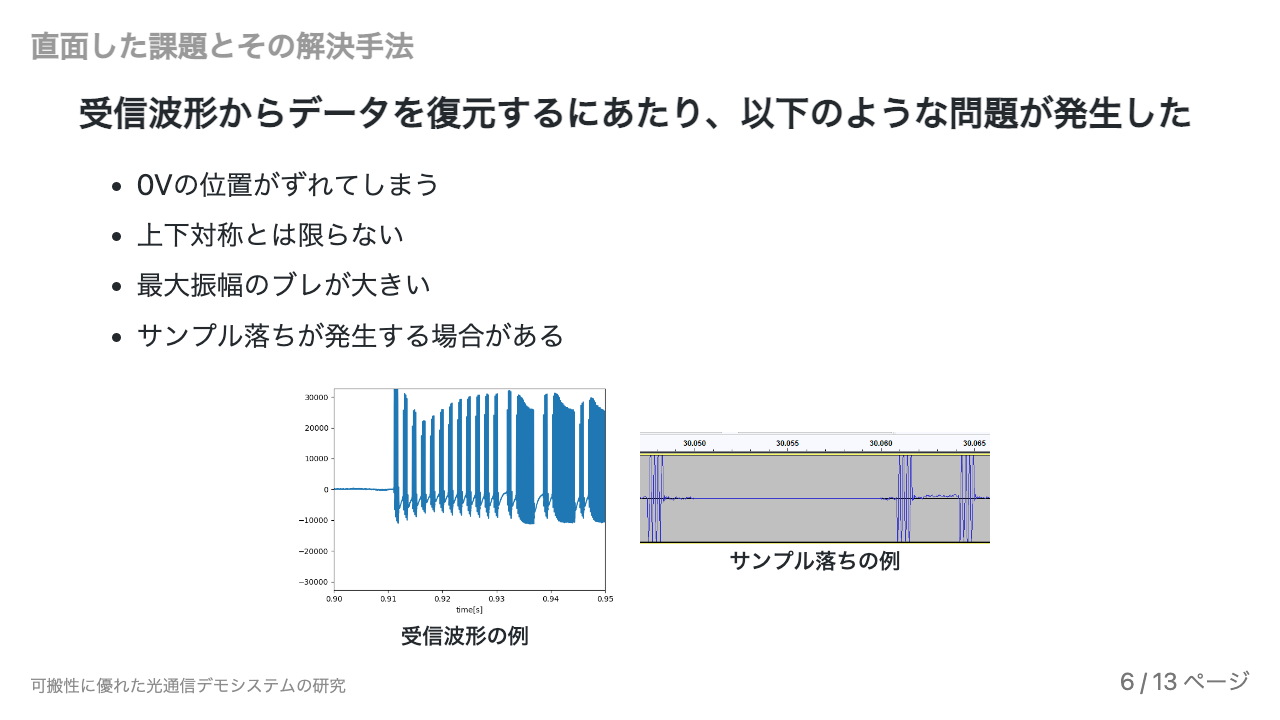 直面した課題とその解決手法
受信波形からデータを復元するにあたり、以下のような問題が発生した
• 0Vの位置がずれてしまう
• 上下対称とは限らない
• 最大振幅のブレが大きい
• サンプル落ちが発生する場合がある
30000
20000
10000
0
−10000
−20000
−30000
0.90 0.91 0.92 0.93 0.94 0.95
time[s]
受信波形の例
30.050 30.055 30.060 30.065
サンプル落ちの例
可搬性に優れた光通信デモシステムの研究
6 / 13 ページ